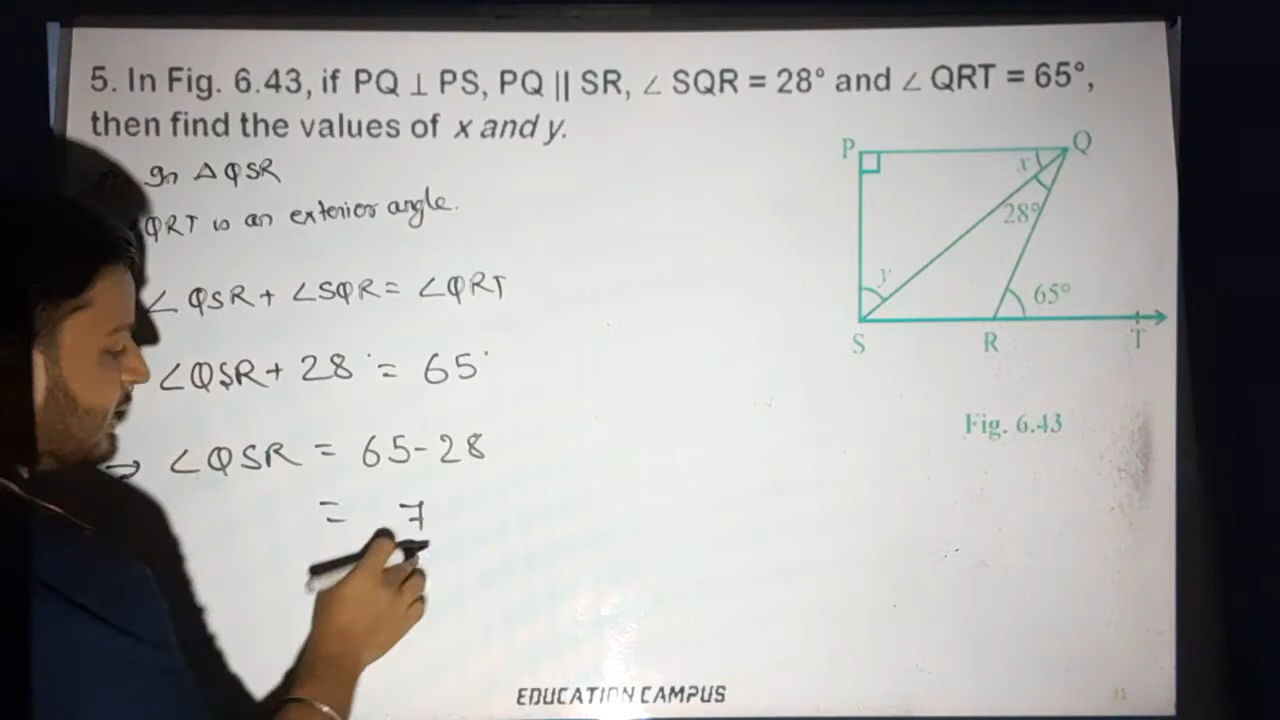 5. In Fig. 6.43, if PQ ⊥ PS, PQ || SR, ∠ SQR = 28° and ∠ QRT = 65°,
then find the values of x and y.
In △QSR
QRT is an exterior angle.
∠QSR + ∠SQR = ∠QRT
∠QSR + 28° = 65°
→ ∠QSR = 65-28
= 7
P
Q
x
28°
y
65°
S
R
T
Fig. 6.43
EDUCATION CAMPUS
31